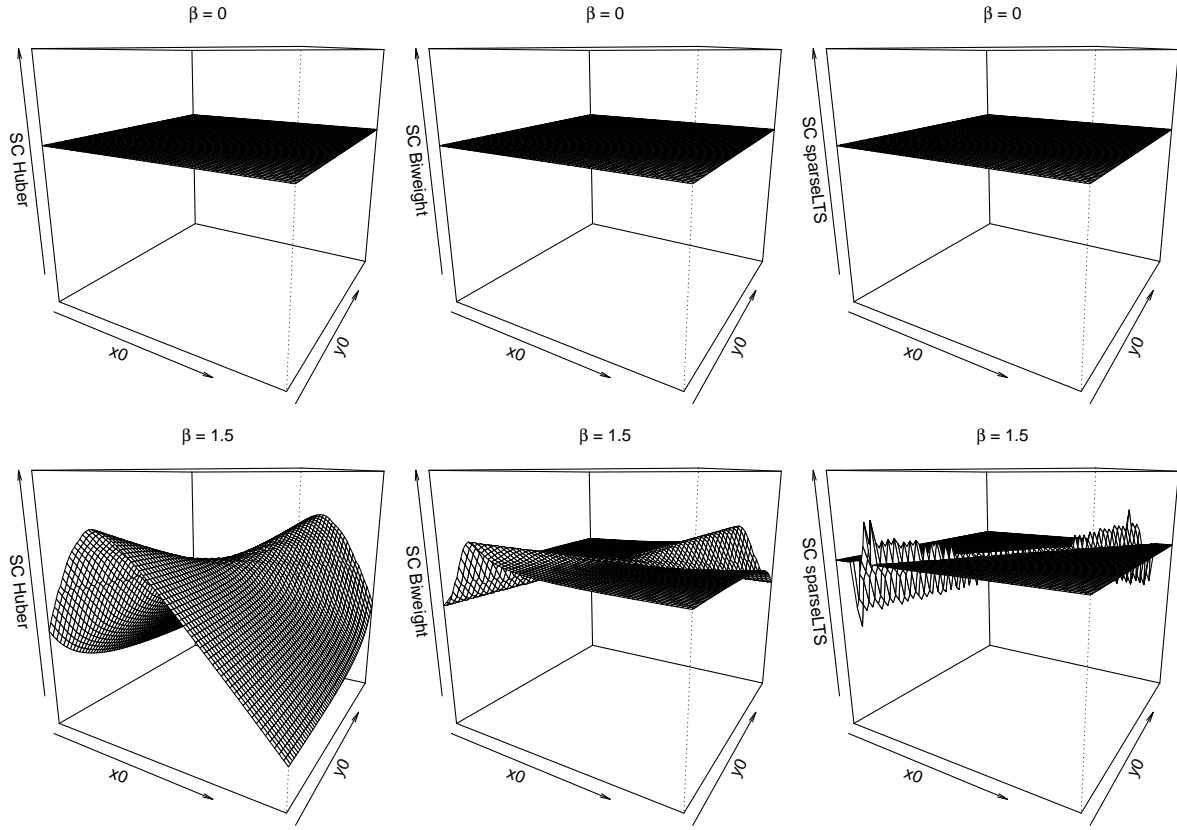 β = 0
SC Huber
x0
y0
β = 0
SC Biweight
x0
y0
β = 0
SC sparseLTS
x0
y0
β = 1.5
SC Huber
x0
y0
β = 1.5
SC Biweight
x0
y0
β = 1.5
SC sparseLTS
x0
y0